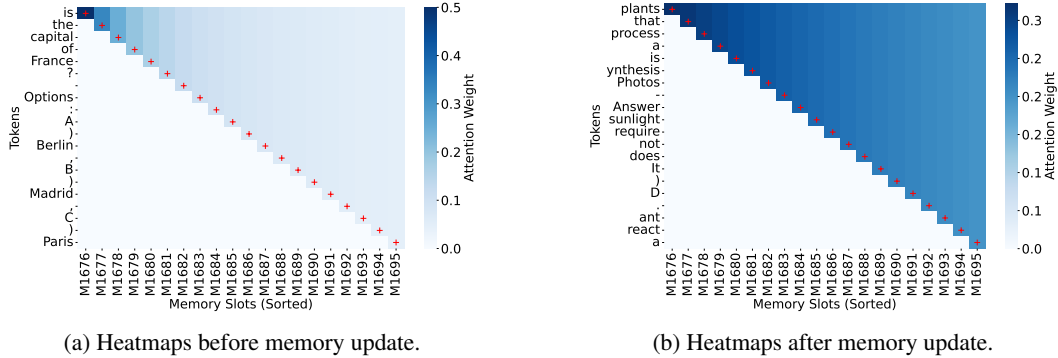 is
the
capital
of
France
?
.
Options
:
A
)
Berlin
,
B
)
Madrid
,
C
)
Paris
Tokens
M1676
M1677
M1678
M1679
M1680
M1681
M1682
M1683
M1684
M1685
M1686
M1687
M1688
M1689
M1690
M1691
M1692
M1693
M1694
M1695
Memory Slots (Sorted)
0.5
0.4
0.3
0.2
0.1
0.0
Attention Weight
(a) Heatmaps before memory update.
plants
that
process
a
is
ynthesis
Photos
.
Answer
sunlight
require
not
does
It
)
D
.
ant
react
a
Tokens
M1676
M1677
M1678
M1679
M1680
M1681
M1682
M1683
M1684
M1685
M1686
M1687
M1688
M1689
M1690
M1691
M1692
M1693
M1694
M1695
Memory Slots (Sorted)
0.3
0.2
0.2
0.2
0.1
0.0
Attention Weight
(b) Heatmaps after memory update.